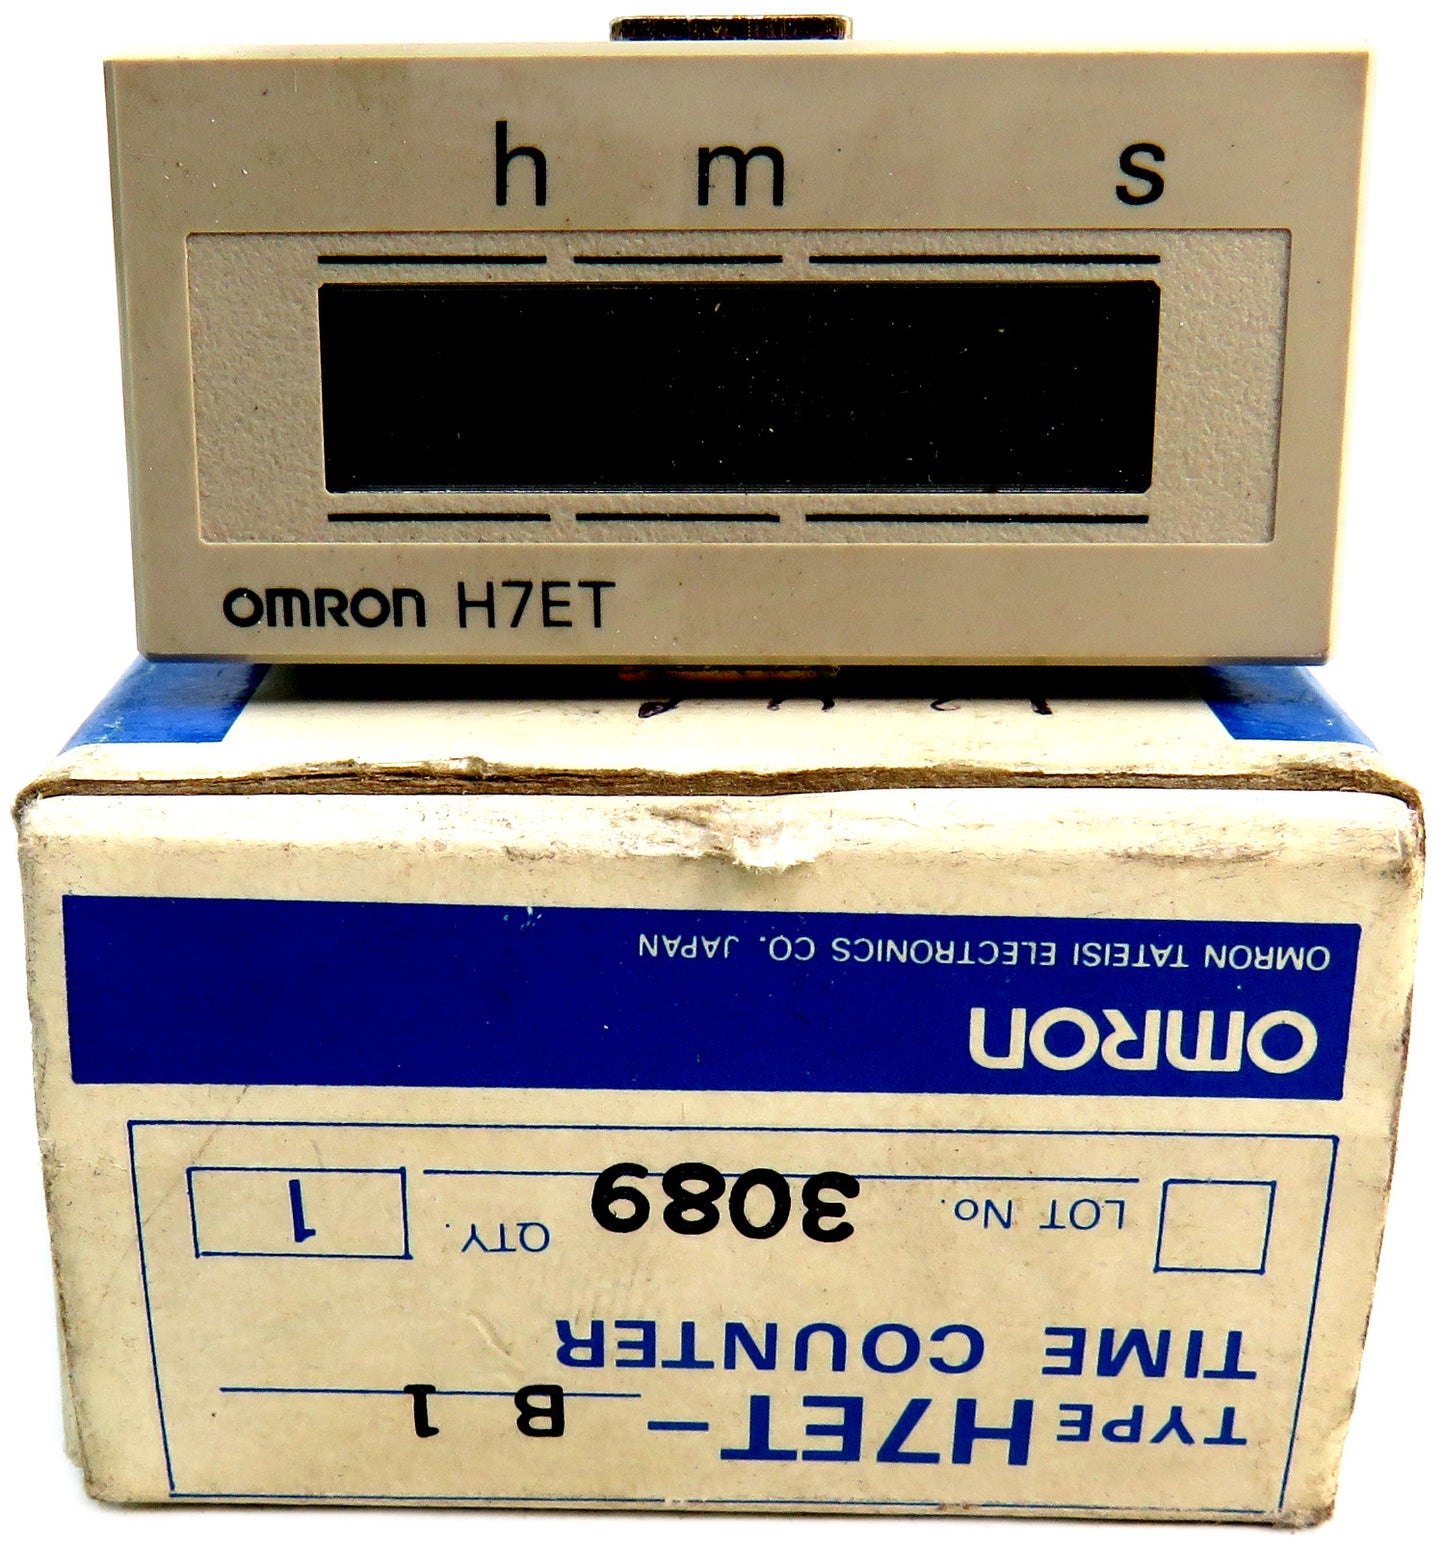 h m s
OMRON H7ET
OMRON TATEISI ELECTRONICS CO. JAPAN
OMRON
LOT No. 3089 QTY. 1
TIME COUNTER
TYPE H7ET- B 1